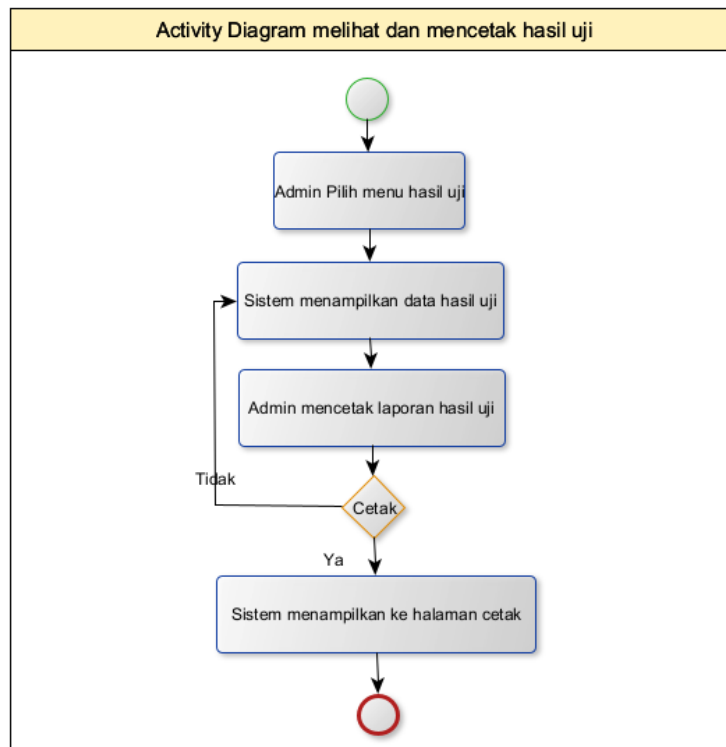 Activity Diagram melihat dan mencetak hasil uji
Admin Pilih menu hasil uji
Sistem menampilkan data hasil uji
Admin mencetak laporan hasil uji
Tidak
Cetak
Ya
Sistem menampilkan ke halaman cetak